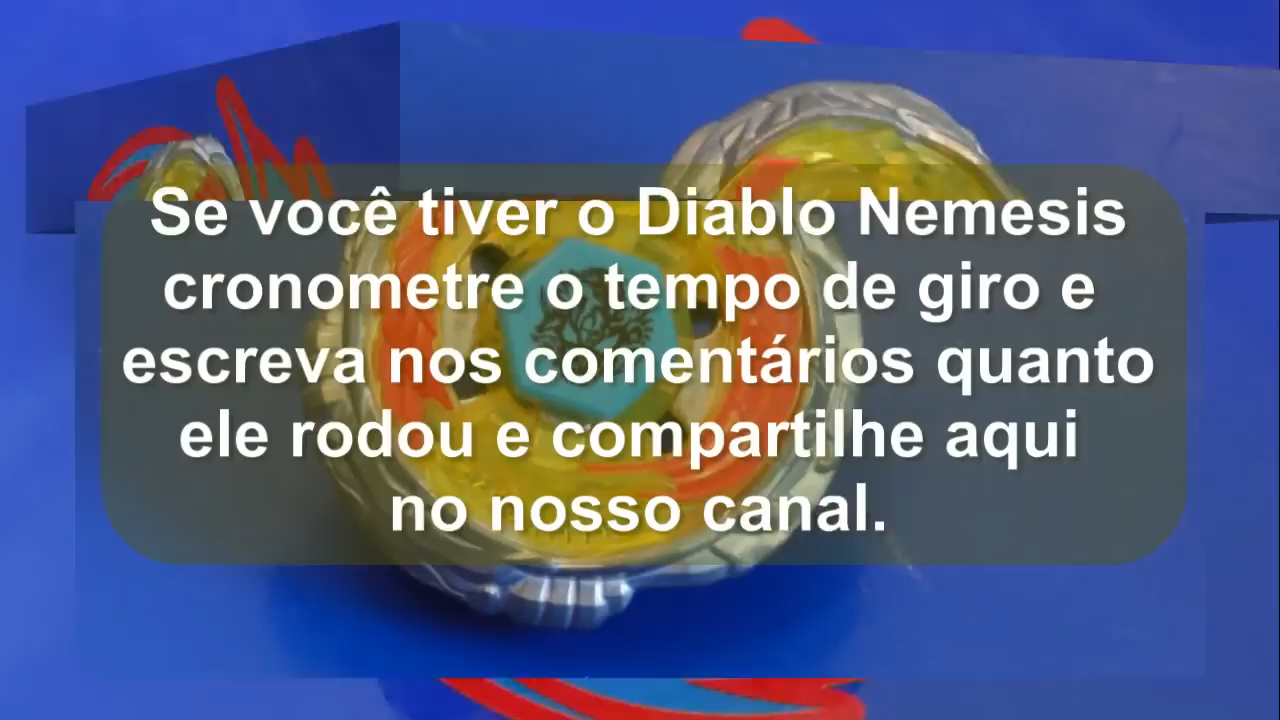 Se você tiver o Diablo Nemesis
cronometre o tempo de giro e
escreva nos comentários quanto
ele rodou e compartilhe aqui
no nosso canal.